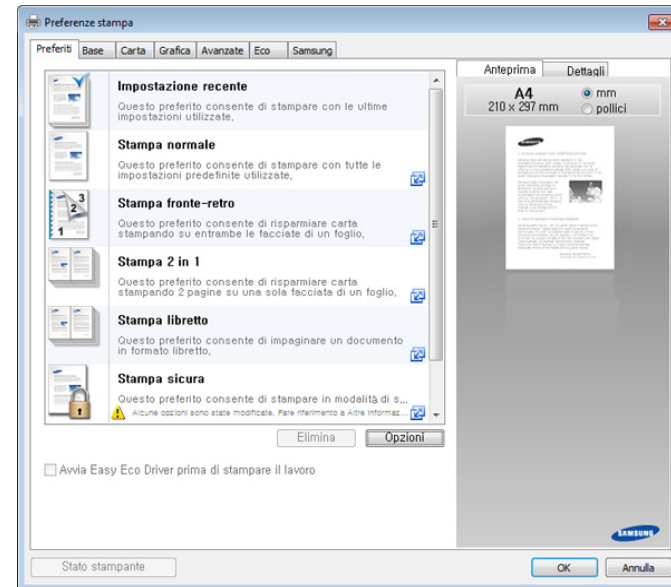 Preferenze stampa
Preferiti Base Carta Grafica Avanzate Eco Samsung
Impostazione recente
Questo preferito consente di stampare con le ultime
impostazioni utilizzate.
Stampa normale
Questo preferito consente di stampare con tutte le
impostazioni predefinite utilizzate.
Stampa fronte-retro
Questo preferito consente di risparmiare carta
stampando su entrambe le facciate di un foglio.
Stampa 2 in 1
Questo preferito consente di risparmiare carta
stampando 2 pagine su una sola facciata di un foglio.
Stampa libretto
Questo preferito consente di impaginare un documento
in formato libretto.
Stampa sicura
Questo preferito consente di stampare in modalità di s...
Alcune opzioni sono state modificate. Fare riferimento a Altre informaz...
Elimina Opzioni
Avvia Easy Eco Driver prima di stampare il lavoro
Anteprima Dettagli
A4
210 x 297 mm
mm
pollici
SAMSUNG
Stato stampante
OK Annulla